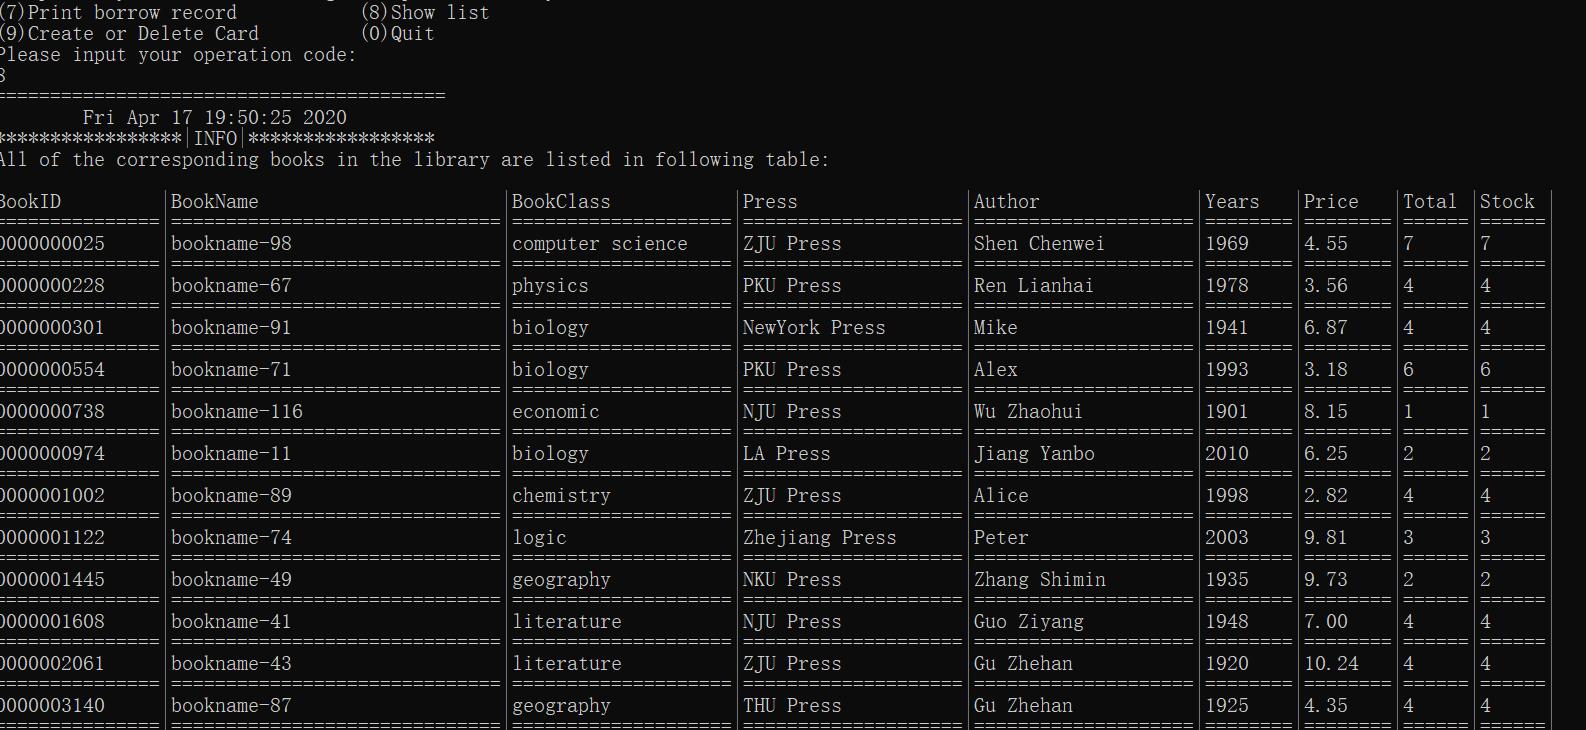 (7)Print borrow record (8)Show list
(9)Create or Delete Card (0)Quit
Please input your operation code:
8
=========================================
Fri Apr 17 19:50:25 2020
*****************|INFO|*****************
All of the corresponding books in the library are listed in following table:
BookID | BookName | BookClass | Press | Author | Years | Price | Total | Stock |
0000000025 | bookname-98 | computer science | ZJU Press | Shen Chenwei | 1969 | 4.55 | 7 | 7 |
0000000228 | bookname-67 | physics | PKU Press | Ren Lianhai | 1978 | 3.56 | 4 | 4 |
0000000301 | bookname-91 | biology | NewYork Press | Mike | 1941 | 6.87 | 4 | 4 |
0000000554 | bookname-71 | biology | PKU Press | Alex | 1993 | 3.18 | 6 | 6 |
0000000738 | bookname-116 | economic | NJU Press | Wu Zhaohui | 1901 | 8.15 | 1 | 1 |
0000000974 | bookname-11 | biology | LA Press | Jiang Yanbo | 2010 | 6.25 | 2 | 2 |
0000001002 | bookname-89 | chemistry | ZJU Press | Alice | 1998 | 2.82 | 4 | 4 |
0000001122 | bookname-74 | logic | Zhejiang Press | Peter | 2003 | 9.81 | 3 | 3 |
0000001445 | bookname-49 | geography | NKU Press | Zhang Shimin | 1935 | 9.73 | 2 | 2 |
0000001608 | bookname-41 | literature | NJU Press | Guo Ziyang | 1948 | 7.00 | 4 | 4 |
0000002061 | bookname-43 | literature | ZJU Press | Gu Zhehan | 1920 | 10.24 | 4 | 4 |
0000003140 | bookname-87 | geography | THU Press | Gu Zhehan | 1925 | 4.35 | 4 | 4 |